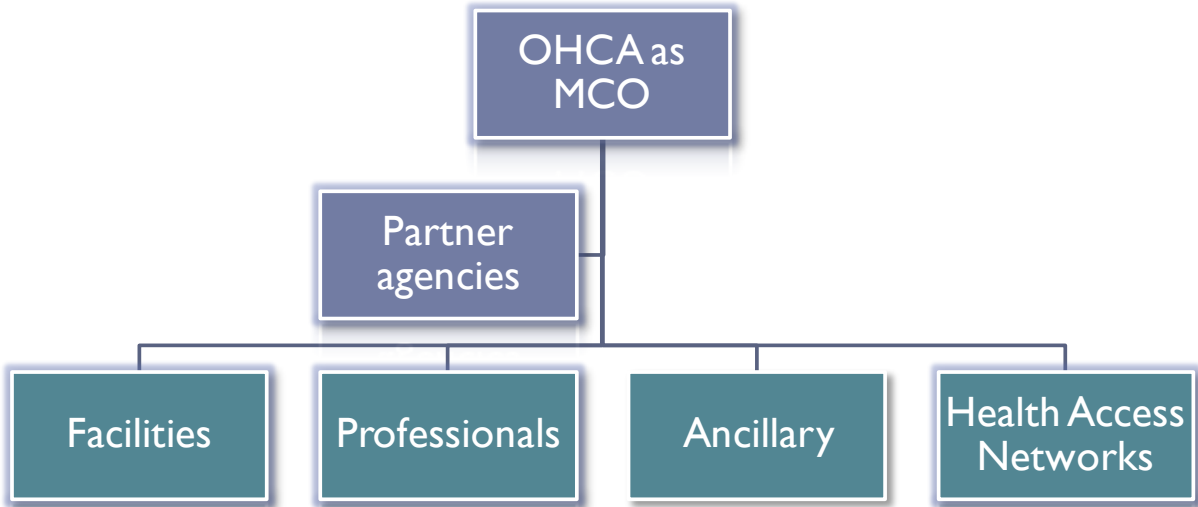 OHCA as
MCO
Partner
agencies
Facilities
Professionals
Ancillary
Health Access
Networks